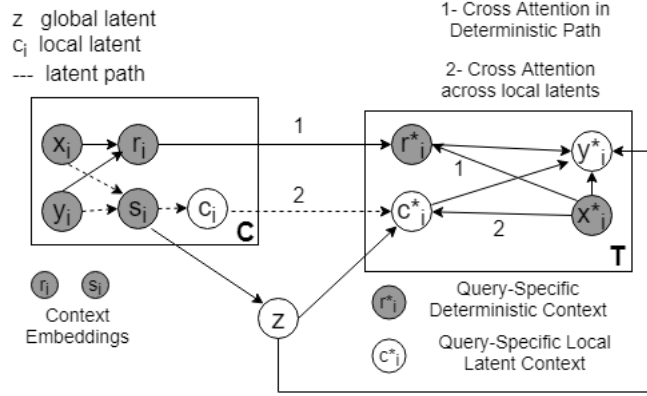 z global latent
cᵢ local latent
--- latent path
1- Cross Attention in
Deterministic Path
2- Cross Attention
across local latents
xᵢ
rᵢ
1
r*ᵢ
y*ᵢ
1
yᵢ
sᵢ
cᵢ
2
c*ᵢ
2
x*ᵢ
C
T
rᵢ
sᵢ
Context
Embeddings
z
r*ᵢ
Query-Specific
Deterministic Context
c*ᵢ
Query-Specific Local
Latent Context